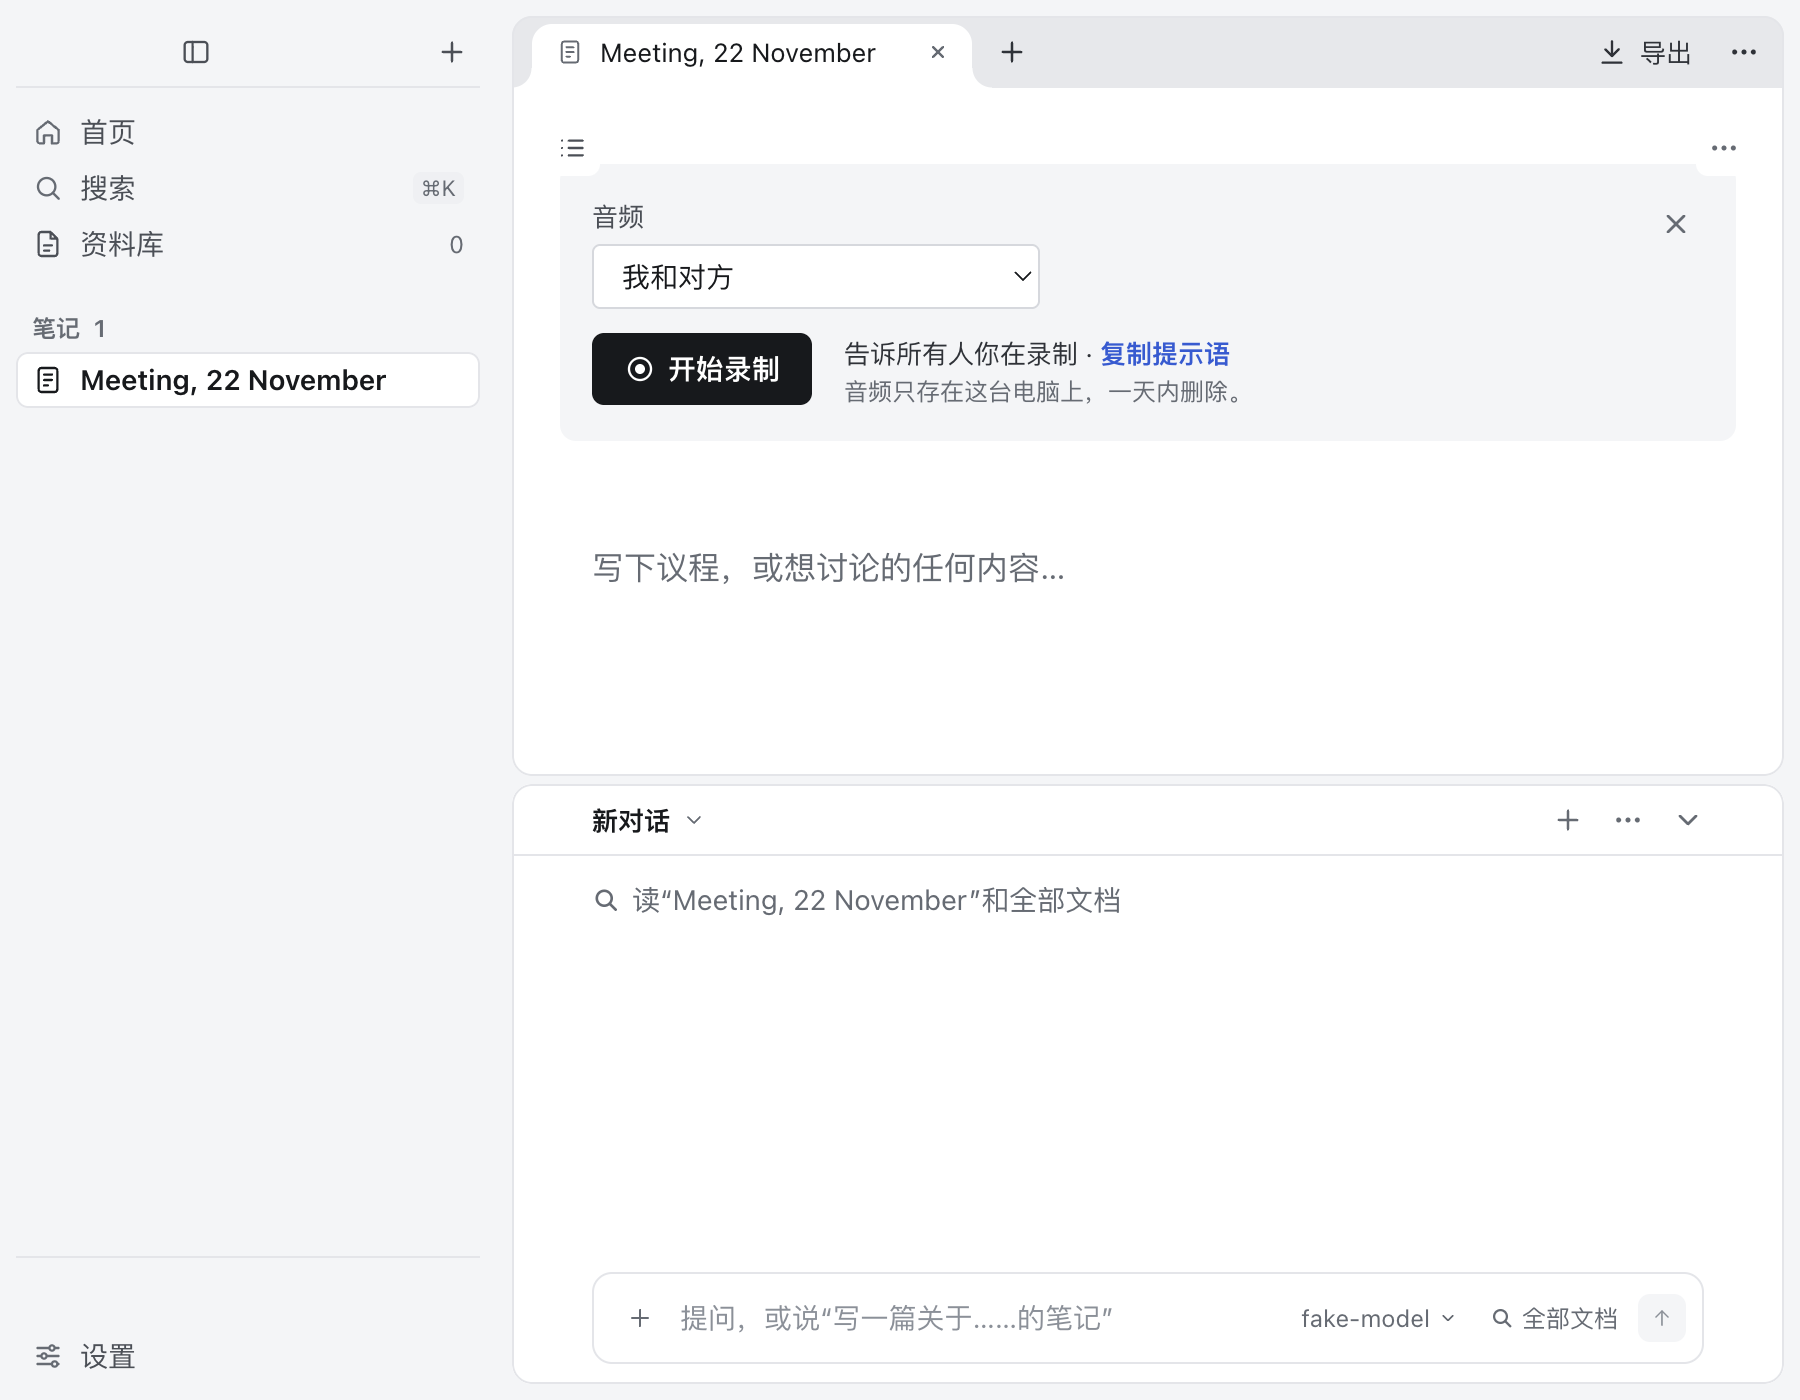 首页
搜索 ⌘K
资料库 0
笔记 1
Meeting, 22 November
设置
Meeting, 22 November
导出
音频
我和对方
开始录制
告诉所有人你在录制 · 复制提示语
音频只存在这台电脑上，一天内删除。
写下议程，或想讨论的任何内容...
新对话
读“Meeting, 22 November”和全部文档
提问，或说“写一篇关于……的笔记”
fake-model
全部文档